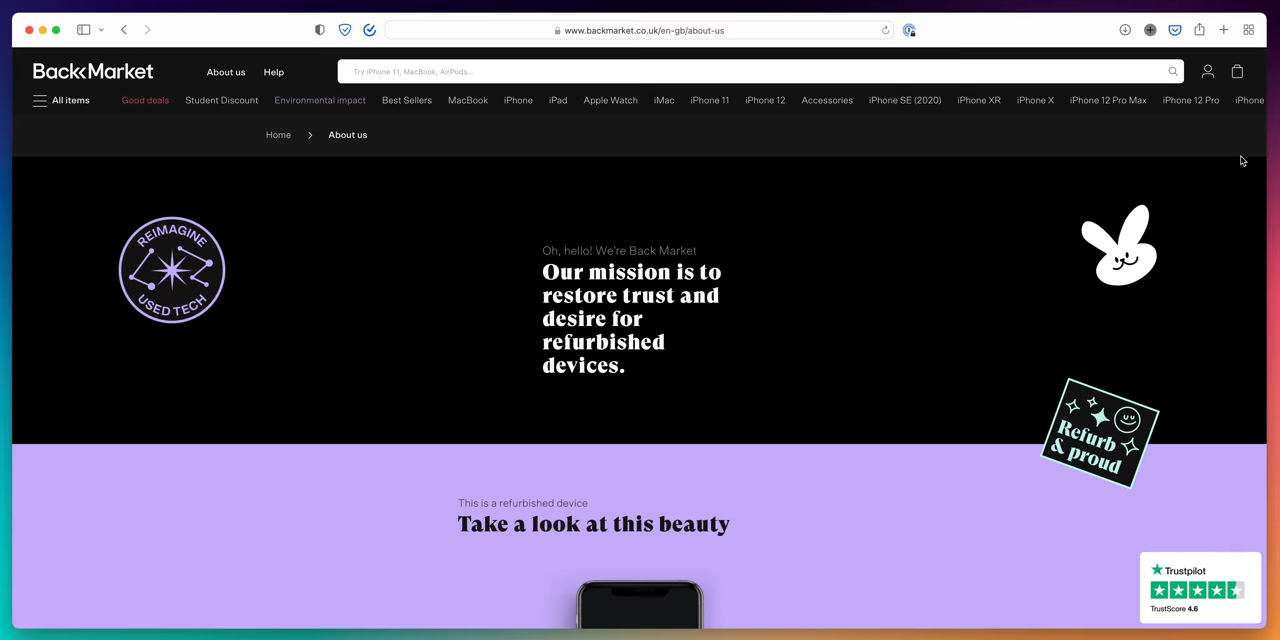 www.backmarket.co.uk/en-gb/about-us
Back Market
About us
Help
Try iPhone 11, MacBook, AirPods...
All items
Good deals
Student Discount
Environmental impact
Best Sellers
MacBook
iPhone
iPad
Apple Watch
iMac
iPhone 11
iPhone 12
Accessories
iPhone SE (2020)
iPhone XR
iPhone X
iPhone 12 Pro Max
iPhone 12 Pro
iPhone
Home
About us
REIMAGINE
USED TECH
Oh, hello! We're Back Market
Our mission is to
restore trust and
desire for
refurbished
devices.
Refurb
& proud
This is a refurbished device
Take a look at this beauty
Trustpilot
TrustScore 4.6